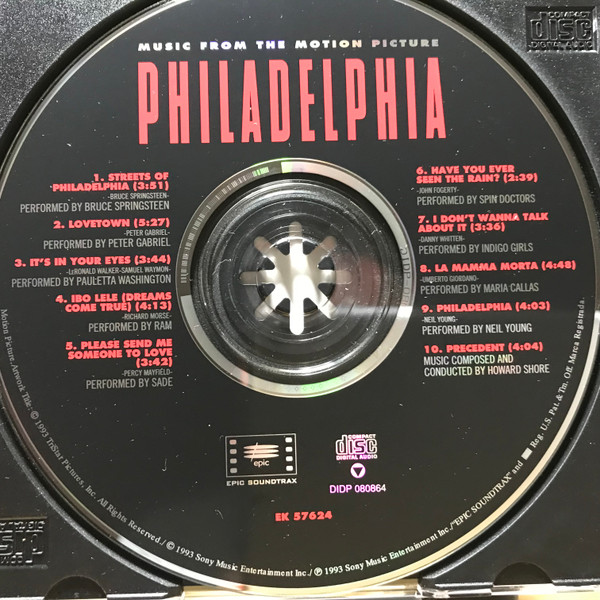 COMPACT
disc
DIGITAL AUDIO
MUSIC FROM THE MOTION PICTURE
PHILADELPHIA
1. STREETS OF
PHILADELPHIA (3:51)
-BRUCE SPRINGSTEEN-
PERFORMED BY BRUCE SPRINGSTEEN
2. LOVETOWN (5:27)
-PETER GABRIEL-
PERFORMED BY PETER GABRIEL
3. IT'S IN YOUR EYES (3:44)
-LeRONALD WALKER-SAMUEL WAYMON-
PERFORMED BY PAULETTA WASHINGTON
4. IBO LELE (DREAMS
COME TRUE) (4:13)
-RICHARD MORSE-
PERFORMED BY RAM
5. PLEASE SEND ME
SOMEONE TO LOVE
(3:42)
-PERCY MAYFIELD-
PERFORMED BY SADE
6. HAVE YOU EVER
SEEN THE RAIN? (2:39)
-JOHN FOGERTY-
PERFORMED BY SPIN DOCTORS
7. I DON'T WANNA TALK
ABOUT IT (3:36)
-DANNY WHITTEN-
PERFORMED BY INDIGO GIRLS
8. LA MAMMA MORTA (4:48)
-UMBERTO GIORDANO-
PERFORMED BY MARIA CALLAS
9. PHILADELPHIA (4:03)
-NEIL YOUNG-
PERFORMED BY NEIL YOUNG
10. PRECEDENT (4:04)
MUSIC COMPOSED AND
CONDUCTED BY HOWARD SHORE
epic
EPIC SOUNDTRAX
COMPACT
disc
DIGITAL AUDIO
DIDP 080864
EK 57624
Motion Picture, Artwork Title - © 1993 TriStar Pictures, Inc. All Rights Reserved./ © 1993 Sony Music Entertainment Inc./ ℗ 1993 Sony Music Entertainment Inc./"EPIC SOUNDTRAX" and Reg. U.S. Pat. & Tm. Off. Marca Registrada.